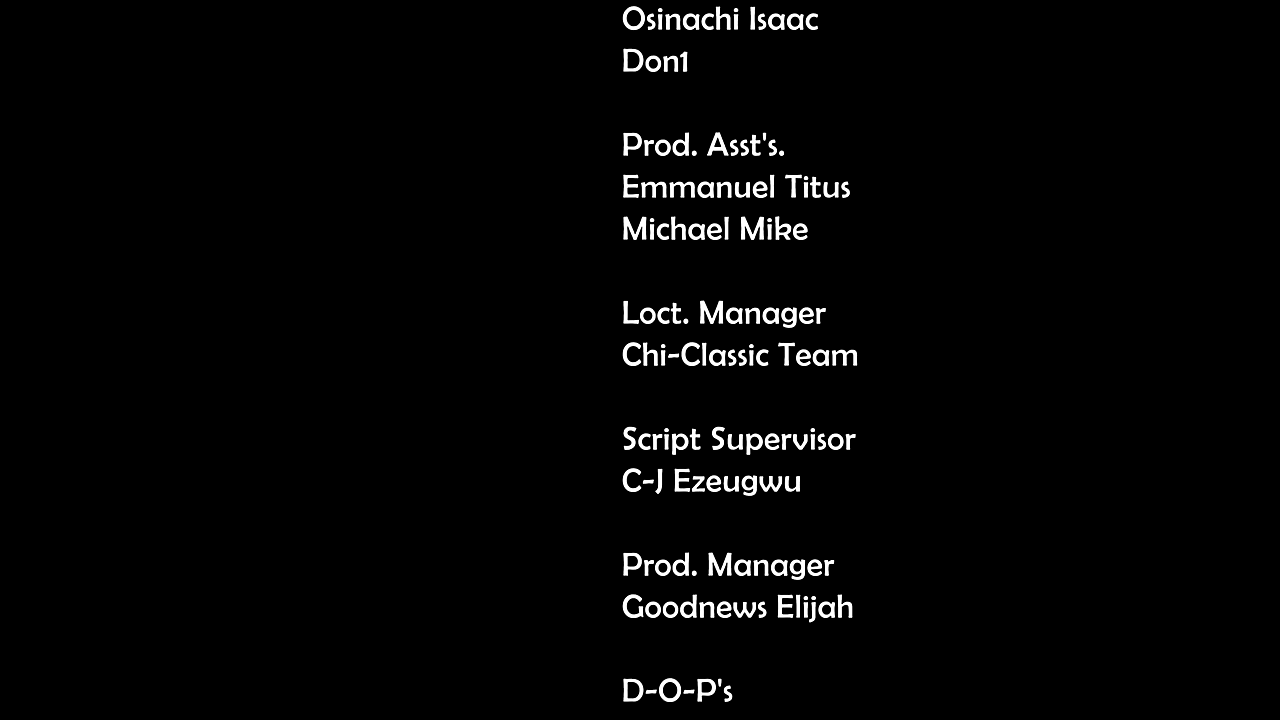 Osinachi Isaac
Don1
Prod. Asst's.
Emmanuel Titus
Michael Mike
Loct. Manager
Chi-Classic Team
Script Supervisor
C-J Ezeugwu
Prod. Manager
Goodnews Elijah
D-O-P's